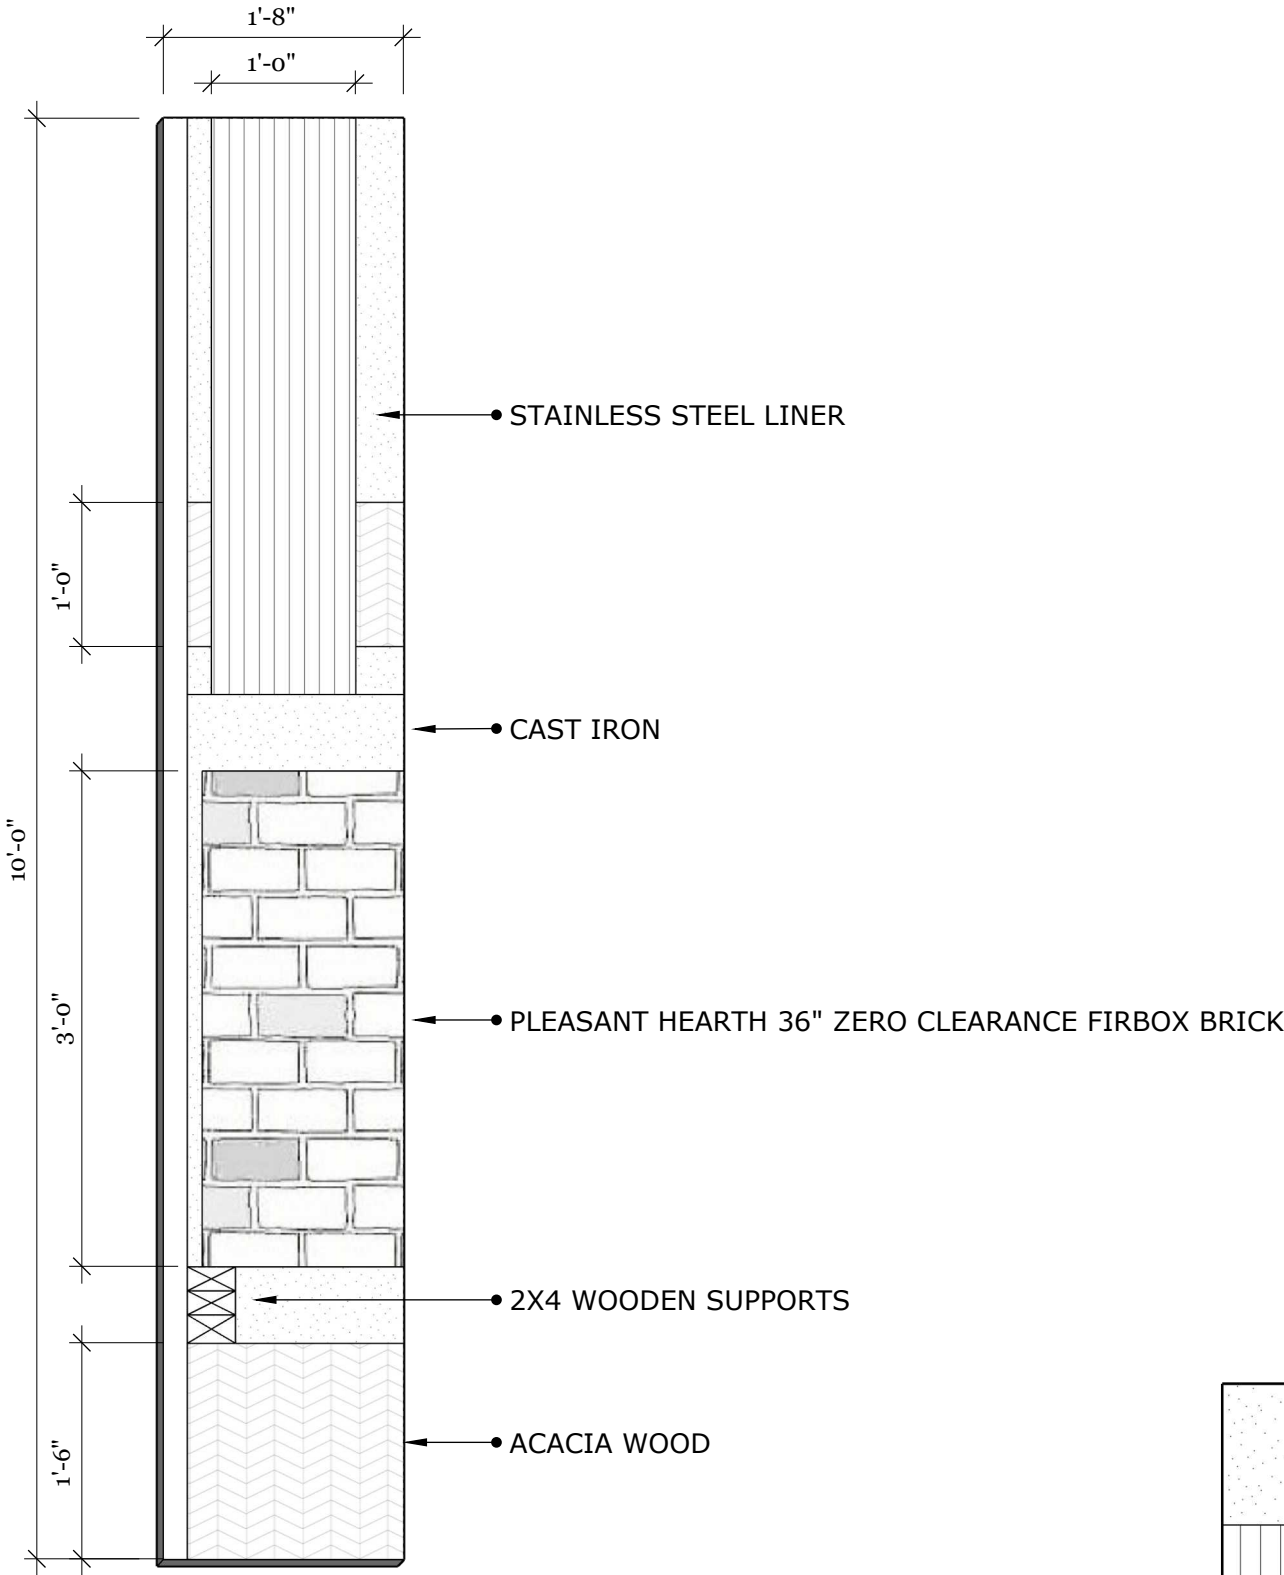 1'-8"
1'-0"
STAINLESS STEEL LINER
1'-0"
CAST IRON
10'-0"
3'-0"
PLEASANT HEARTH 36" ZERO CLEARANCE FIRBOX BRICK
2X4 WOODEN SUPPORTS
1'-6"
ACACIA WOOD